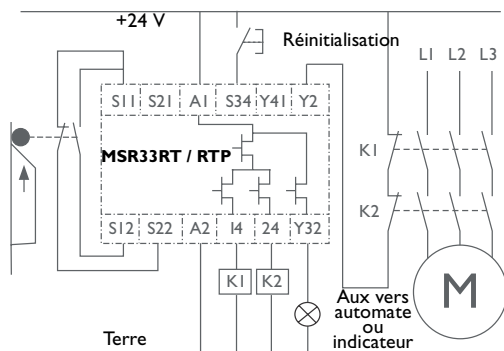 +24 V
Réinitialisation
L1 L2 L3
S11 S21 A1 S34 Y41 Y2
MSR33RT / RTP
K1
K2
S12 S22 A2 14 24 Y32
K1 K2
M
Aux vers
automate
ou
indicateur
Terre